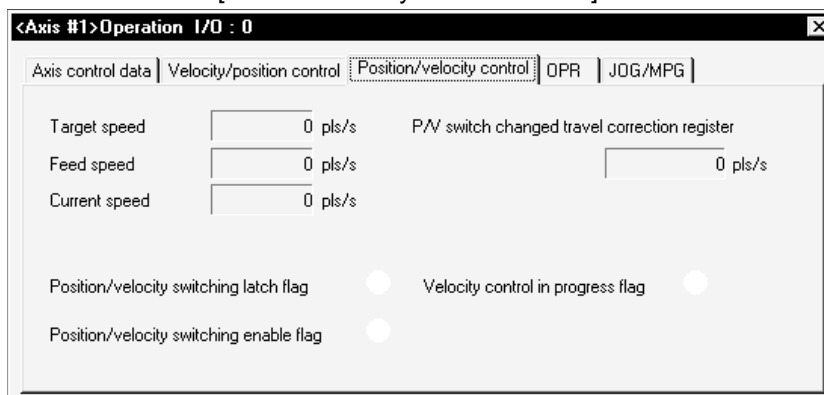 <Axis #1>Operation I/O : 0
Axis control data Velocity/position control Position/velocity control OPR JOG/MPG
Target speed 0 pls/s P/V switch changed travel correction register
Feed speed 0 pls/s 0 pls/s
Current speed 0 pls/s
Position/velocity switching latch flag Velocity control in progress flag
Position/velocity switching enable flag